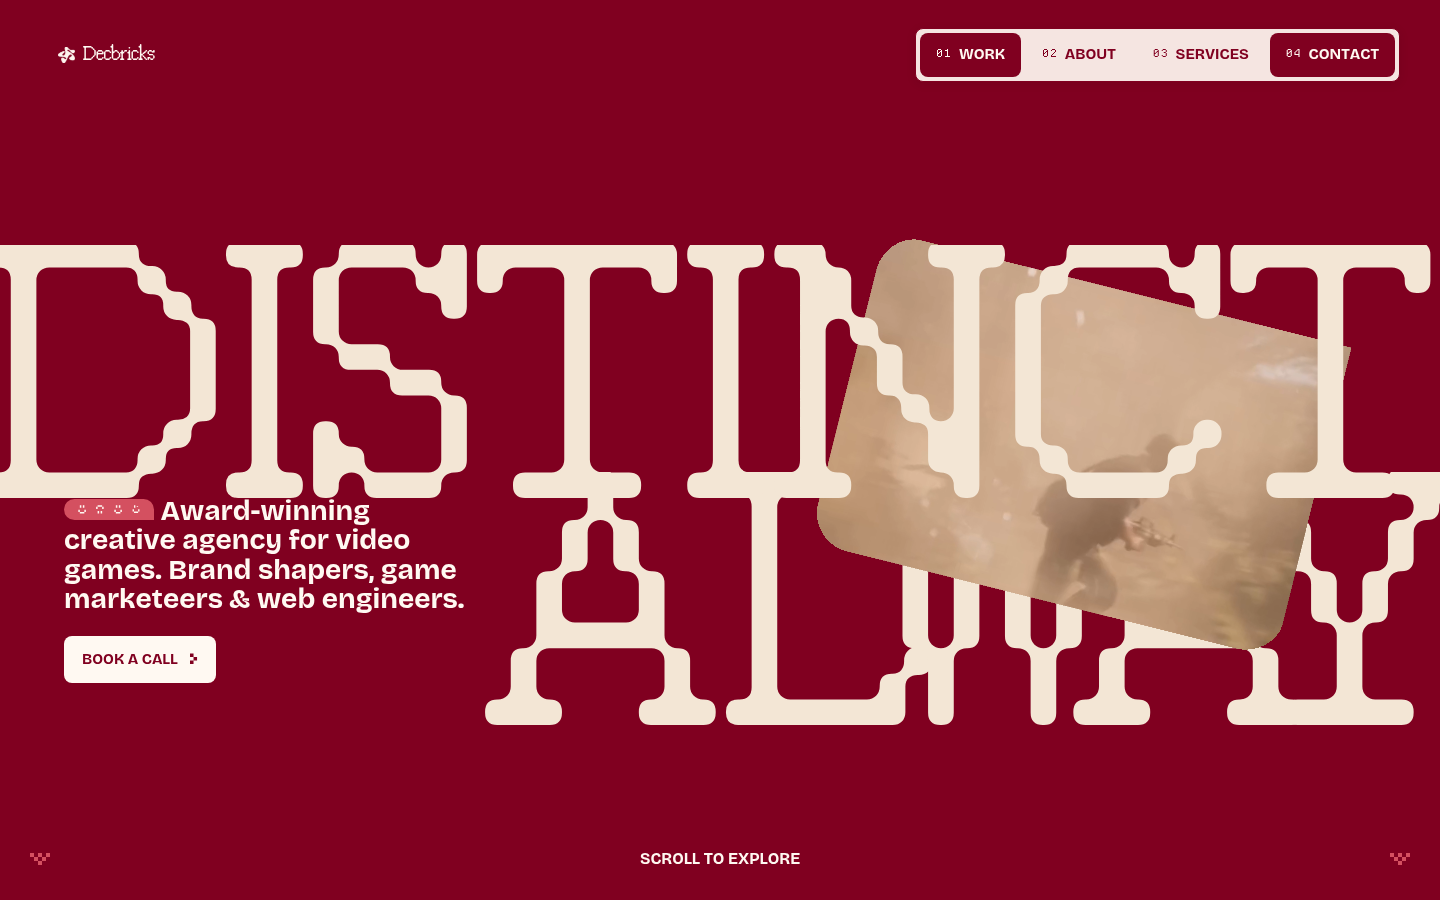 Decbricks
01 WORK
02 ABOUT
03 SERVICES
04 CONTACT
DISTINCT
ALWAY
Award-winning
creative agency for video
games. Brand shapers, game
marketeers & web engineers.
BOOK A CALL
SCROLL TO EXPLORE